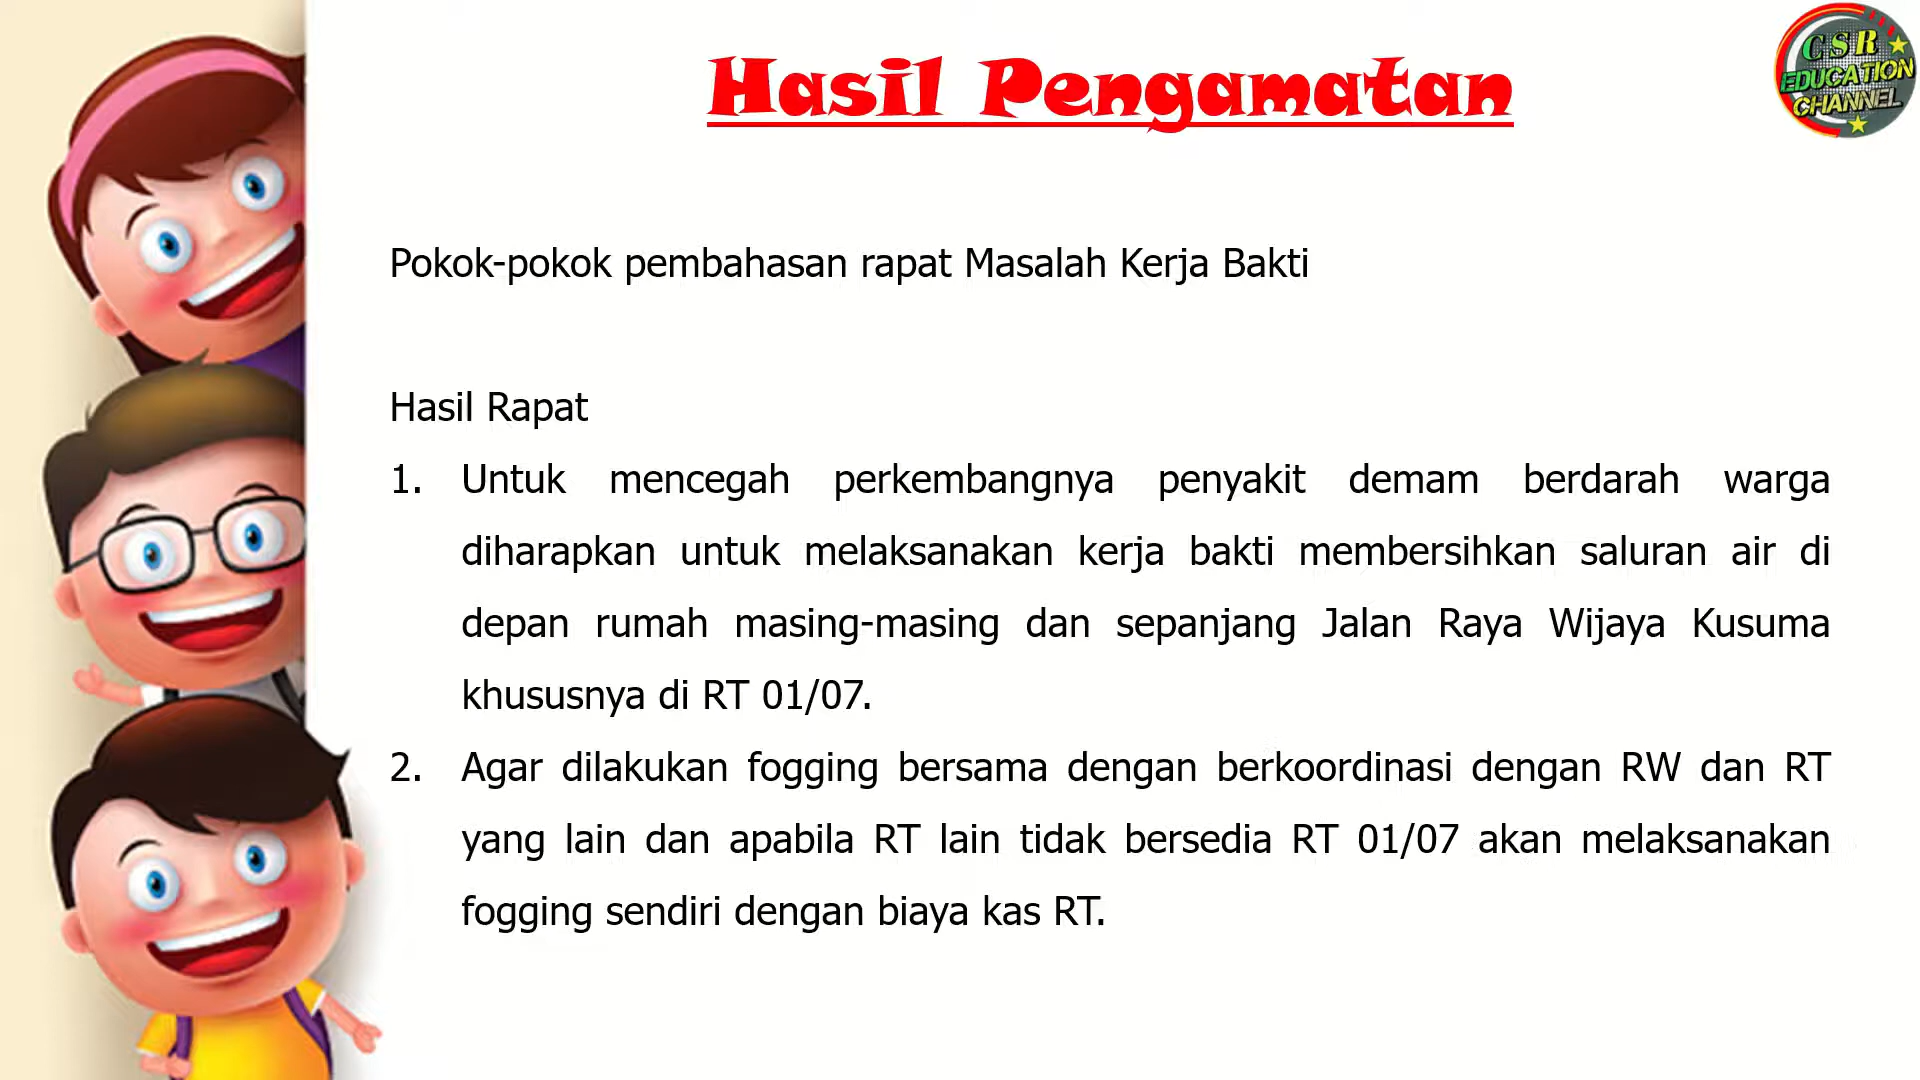 Hasil Pengamatan
CSR
EDUCATION
CHANNEL
Pokok-pokok pembahasan rapat Masalah Kerja Bakti
Hasil Rapat
1. Untuk mencegah perkembangnya penyakit demam berdarah warga
diharapkan untuk melaksanakan kerja bakti membersihkan saluran air di
depan rumah masing-masing dan sepanjang Jalan Raya Wijaya Kusuma
khususnya di RT 01/07.
2. Agar dilakukan fogging bersama dengan berkoordinasi dengan RW dan RT
yang lain dan apabila RT lain tidak bersedia RT 01/07 akan melaksanakan
fogging sendiri dengan biaya kas RT.